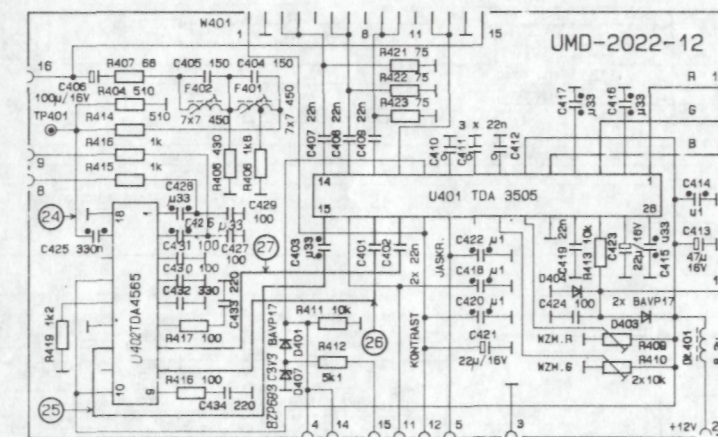 W401
1
8
11
15
UMD-2022-12
16
R407 68
C405 150
C404 150
R421 75
R422 75
R423 75
C406
100µ/16V
R404 510
F402
F401
7x7 450
7x7 450
TP401
R414
510
R416
1k
R415
1k
9
8
R405 430
R406 1k8
C407 22n
C408 22n
C409 22n
3 x 22n
C410
C411
C412
C417
µ33
C416
µ33
R
G
B
14
1
U401 TDA 3505
15
28
C414
µ1
C413
47µ
16V
24
C425 330n
18
1
C428
µ33
C429
100
C426 µ33
C427
100
C431 100
C430 100
C432 330
C433 220
27
U402TDA4565
R419 1k2
R417 100
R418 100
C434 220
10
9
25
C403
µ33
C401
C402
22n
JASKR.
C422 µ1
C418
µ1
C420
µ1
C421
22µ/16V
KONTRAST
2x
R411 10k
R412
5k1
BAVP17
D401
D407
C3V3
BZP683
26
C419
22n
R413 10k
C423
22µ/16V
C415 µ33
D404
C424 100
2x BAVP17
D403
WZM.R
R409
WZM.G
R410
2x10k
DŁ401
4
14
15
11
12
5
3
+12V
2